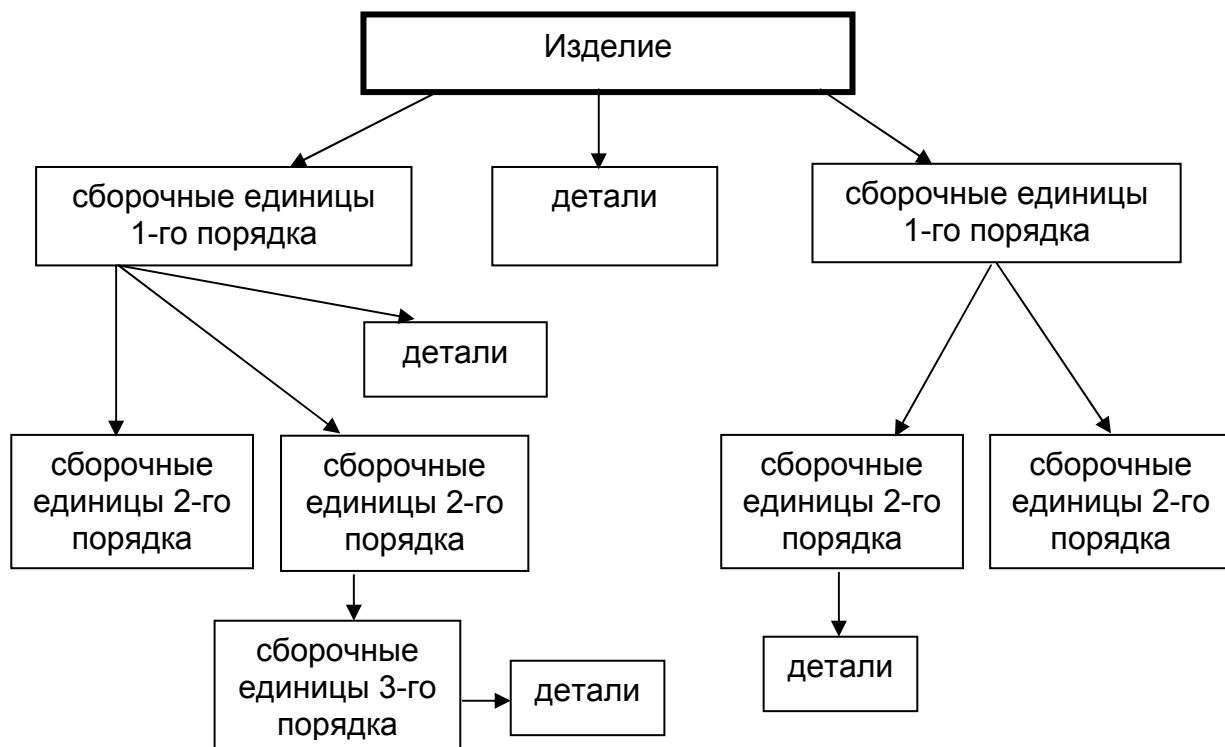 Изделие
сборочные единицы
1-го порядка
детали
сборочные единицы
1-го порядка
детали
сборочные
единицы 2-го
порядка
сборочные
единицы 2-го
порядка
сборочные
единицы 2-го
порядка
сборочные
единицы 2-го
порядка
сборочные
единицы 3-го
порядка
детали
детали